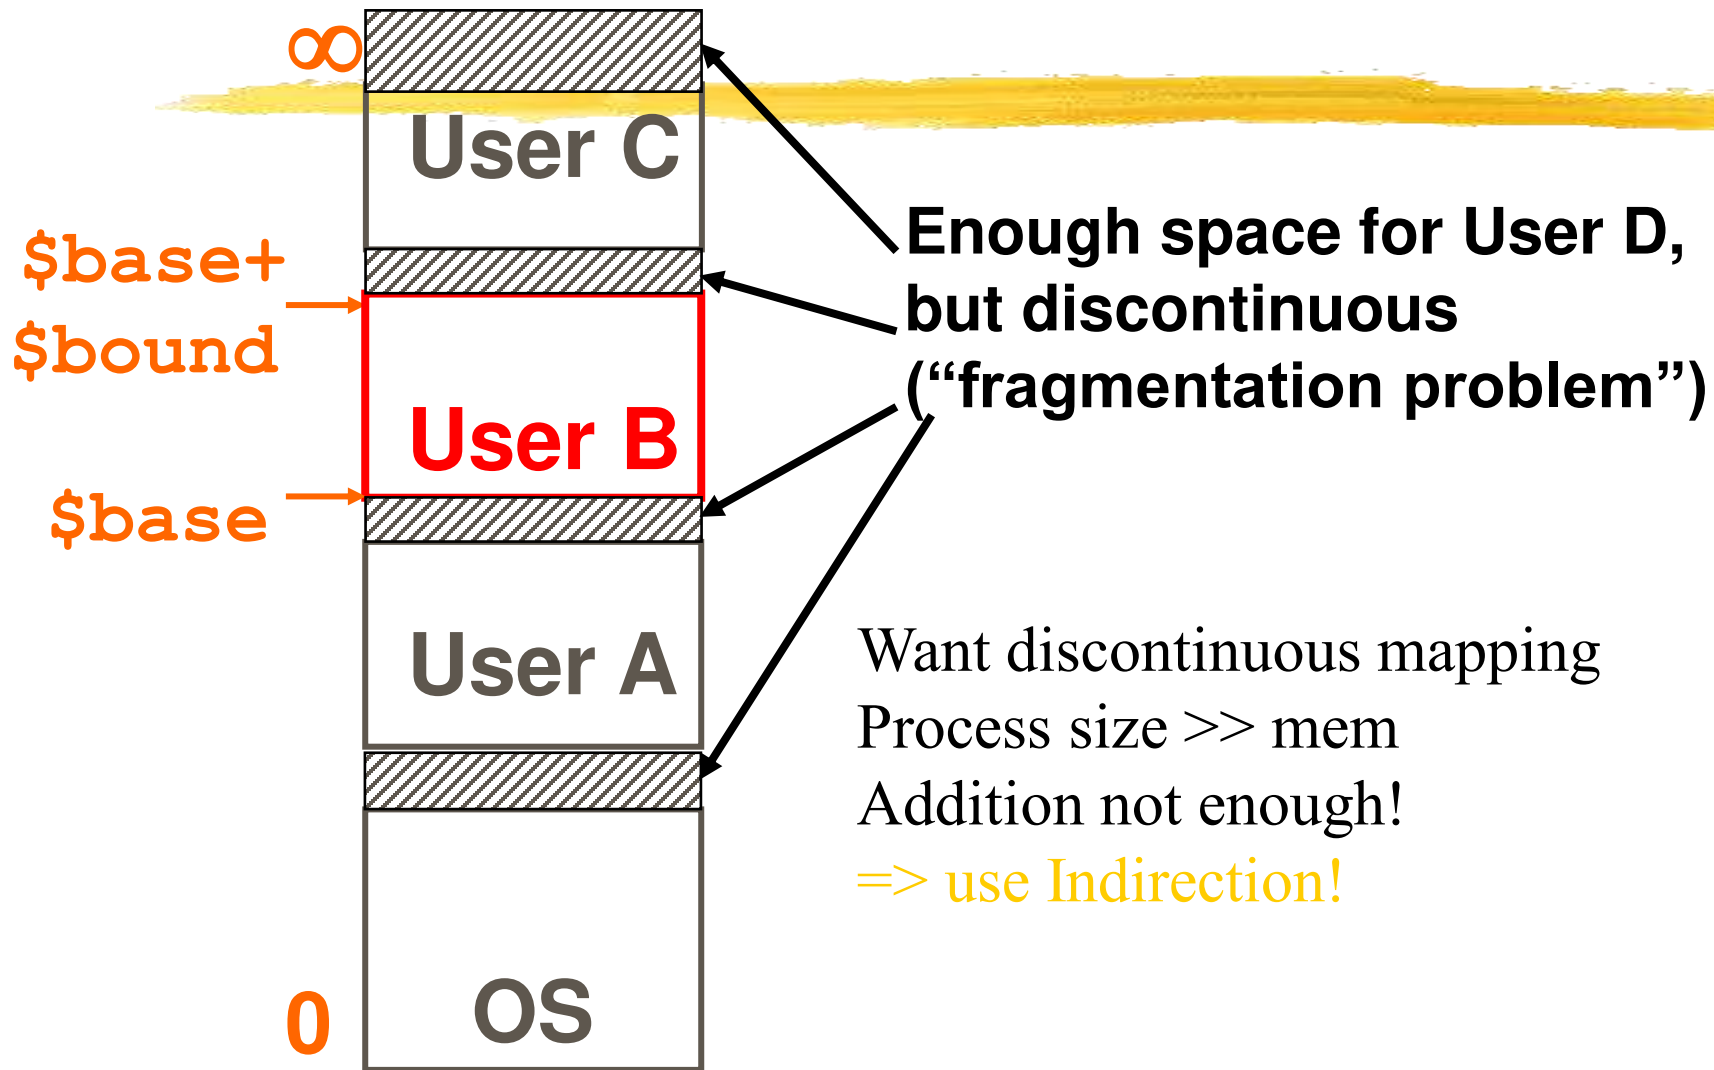 ∞
User C
$base+
$bound
User B
$base
User A
OS
0
Enough space for User D,
but discontinuous
(“fragmentation problem”)
Want discontinuous mapping
Process size >> mem
Addition not enough!
=> use Indirection!